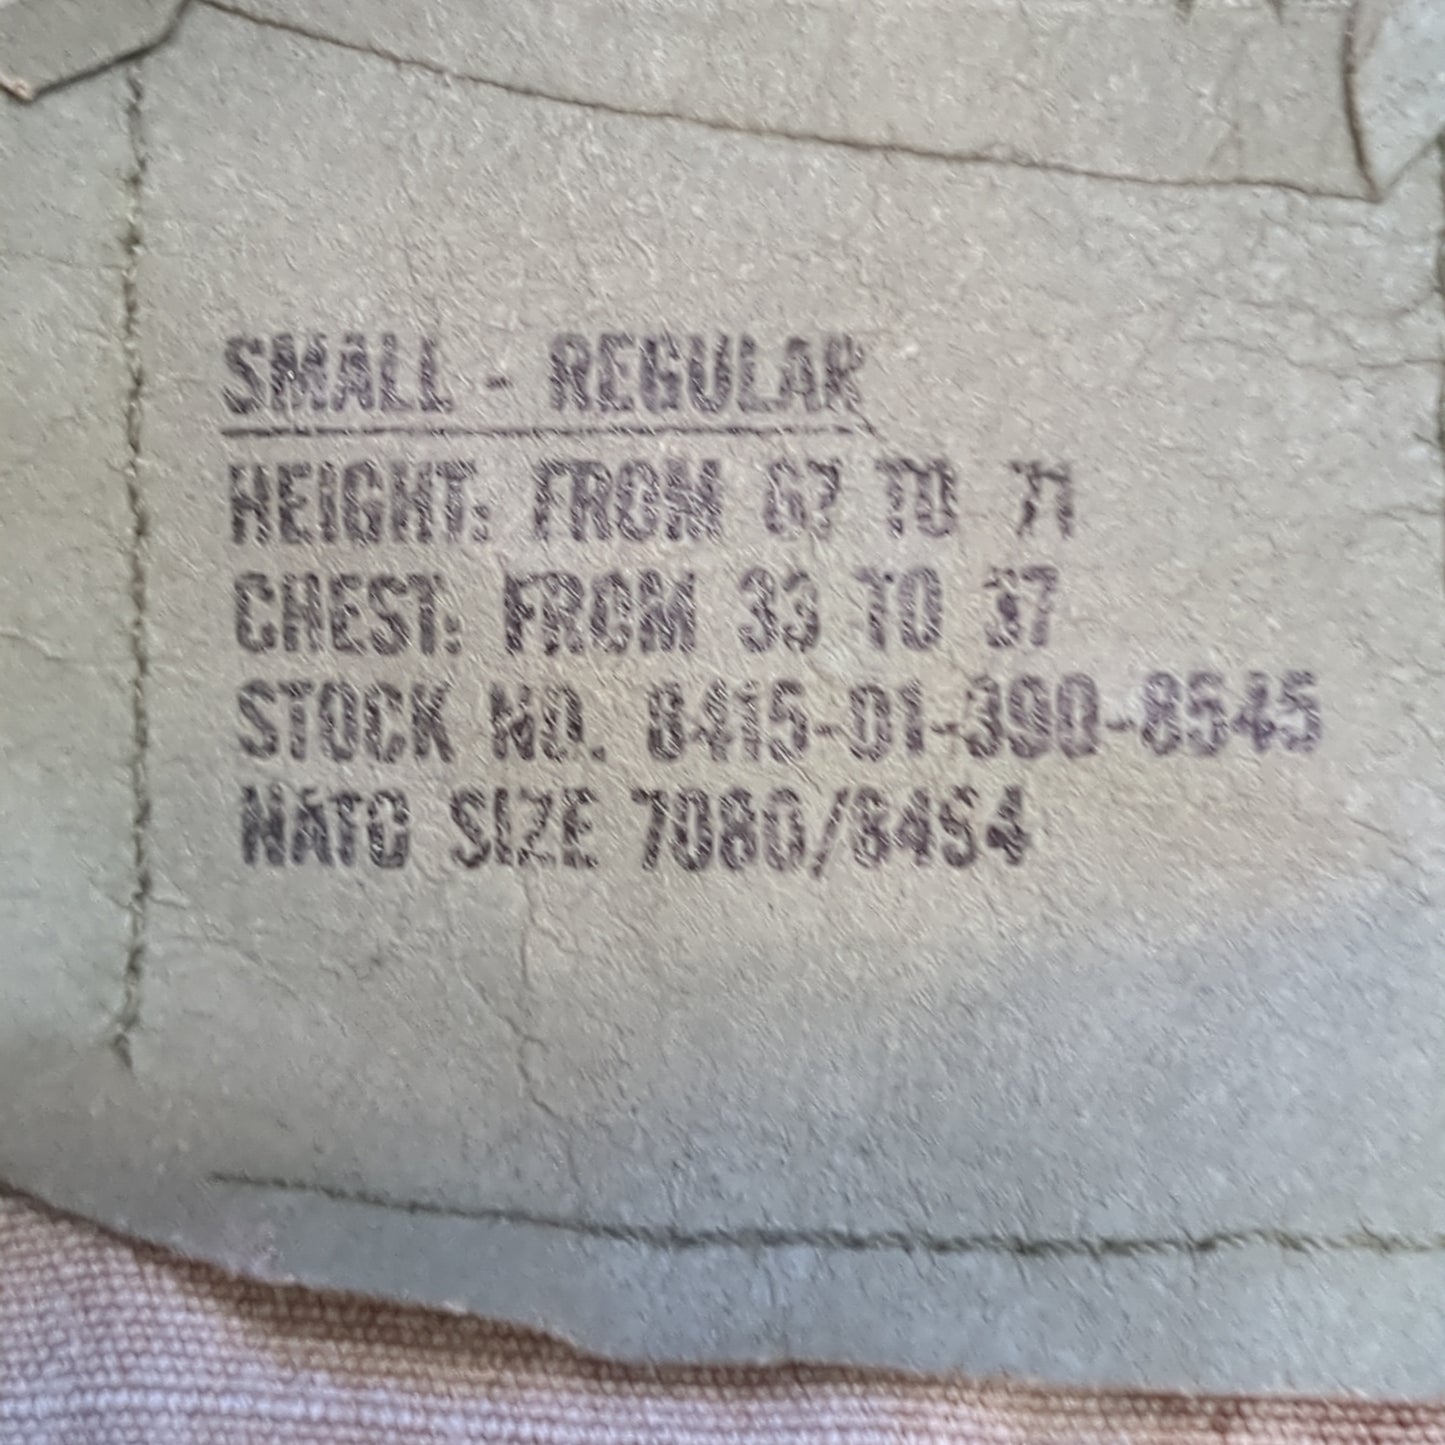 SMALL - REGULAR
HEIGHT: FROM 67 TO 71
CHEST: FROM 33 TO 37
STOCK NO. 8415-01-390-8545
NATO SIZE 7080/8494